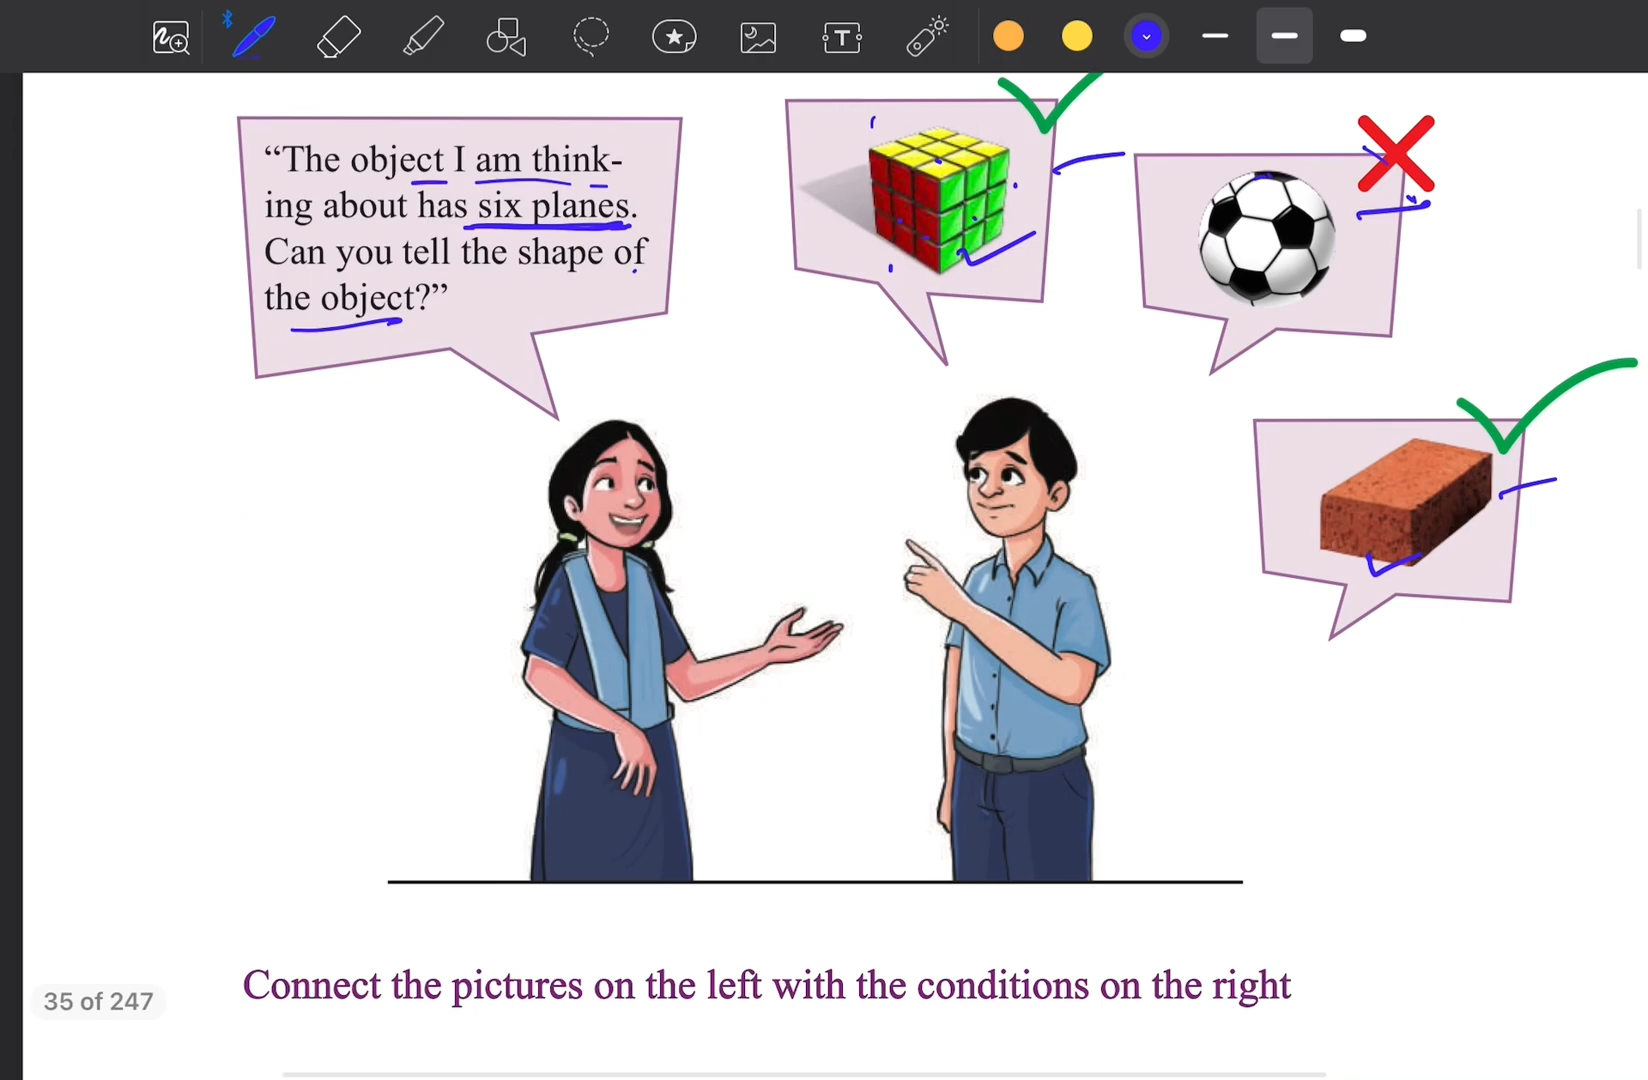 “The object I am think-
ing about has six planes.
Can you tell the shape of
the object?”
Connect the pictures on the left with the conditions on the right
35 of 247